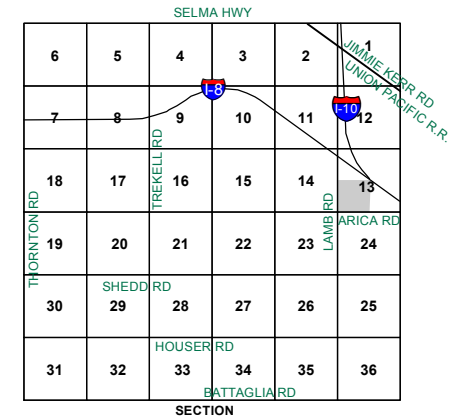 SELMA HWY
6 5 4 3 2 1
JIMMIE KERR RD
UNION PACIFIC R.R.
I-8
I-10
7 8 9 10 11 12
TREKELL RD
18 17 16 15 14 13
THORNTON RD
LAMB RD
ARICA RD
19 20 21 22 23 24
SHEDD RD
30 29 28 27 26 25
HOUSER RD
31 32 33 34 35 36
BATTAGLIA RD
SECTION